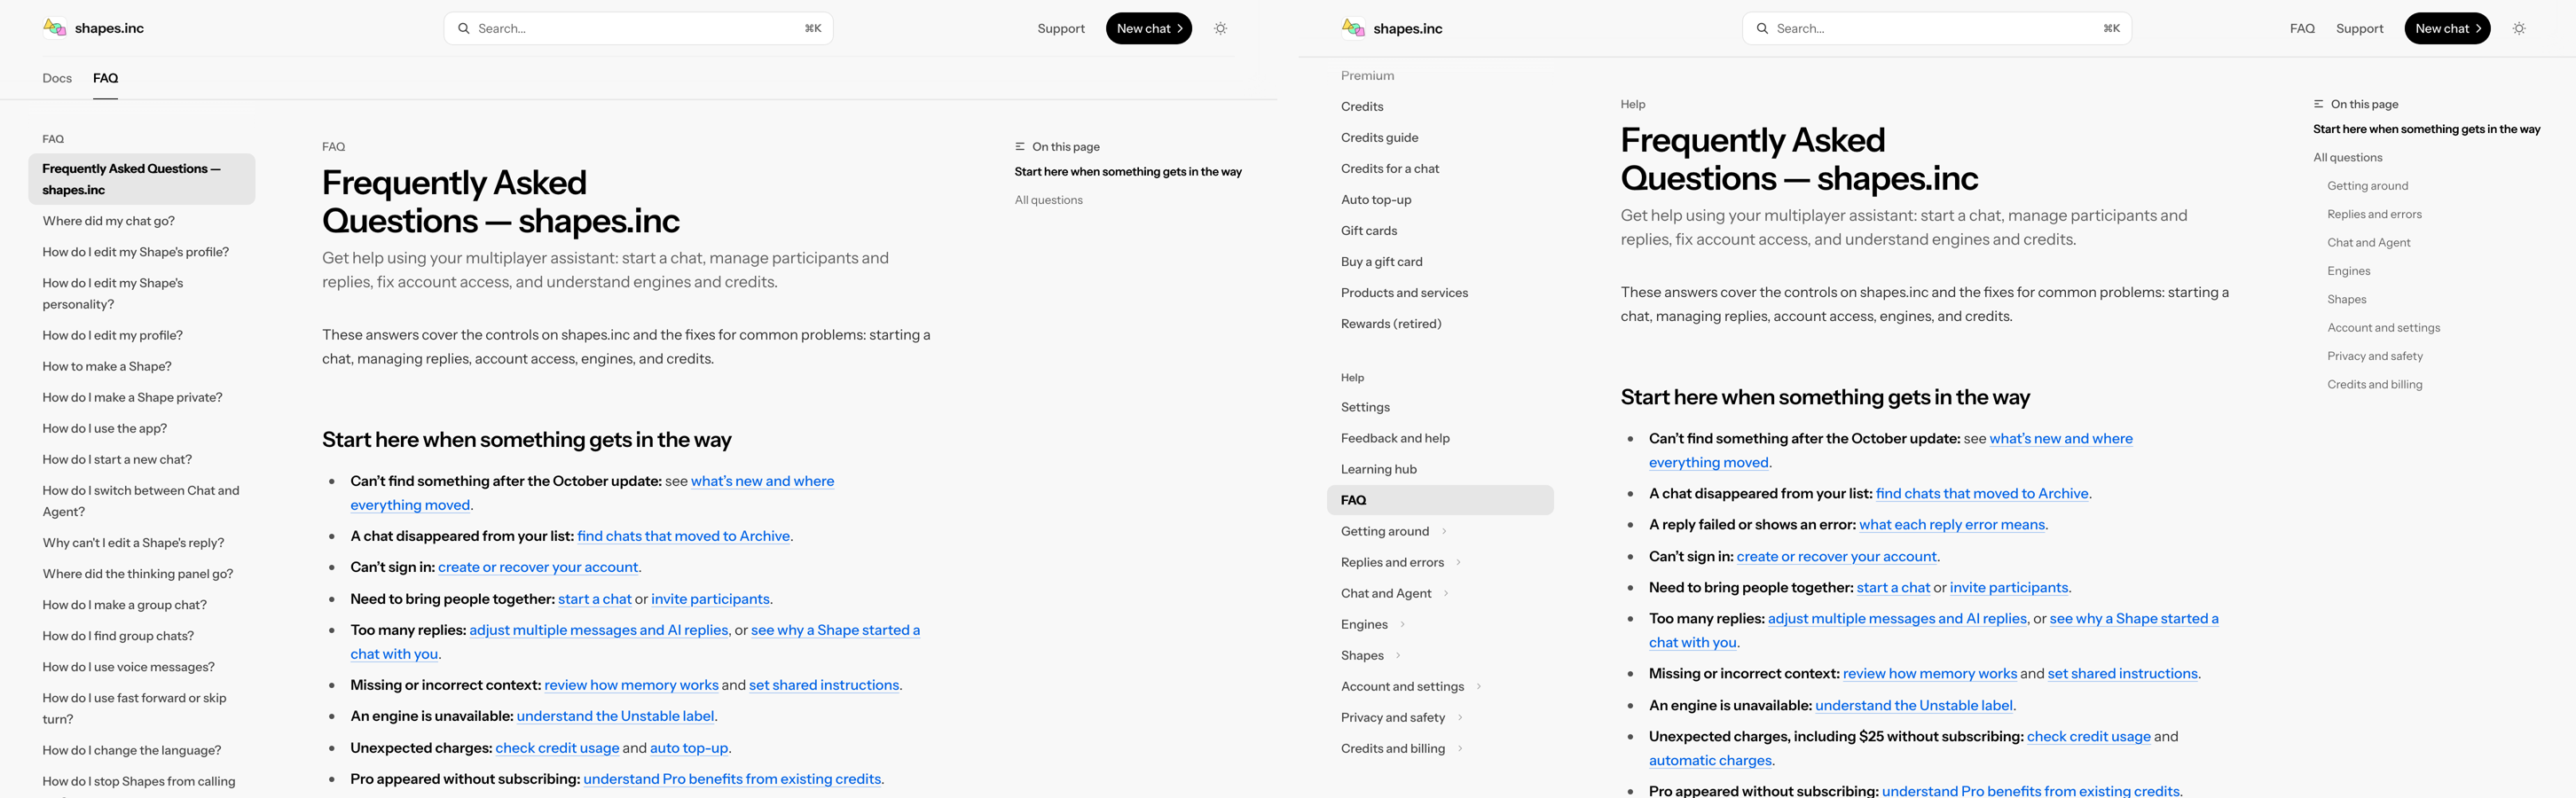 shapes.inc
Search...
⌘K
Support
New chat
Docs
FAQ
FAQ
Frequently Asked Questions —
shapes.inc
Where did my chat go?
How do I edit my Shape's profile?
How do I edit my Shape's
personality?
How do I edit my profile?
How to make a Shape?
How do I make a Shape private?
How do I use the app?
How do I start a new chat?
How do I switch between Chat and
Agent?
Why can't I edit a Shape's reply?
Where did the thinking panel go?
How do I make a group chat?
How do I find group chats?
How do I use voice messages?
How do I use fast forward or skip
turn?
How do I change the language?
How do I stop Shapes from calling
FAQ
Frequently Asked
Questions — shapes.inc
Get help using your multiplayer assistant: start a chat, manage participants and
replies, fix account access, and understand engines and credits.
These answers cover the controls on shapes.inc and the fixes for common problems: starting a
chat, managing replies, account access, engines, and credits.
Start here when something gets in the way
• Can't find something after the October update: see what's new and where
everything moved.
• A chat disappeared from your list: find chats that moved to Archive.
• Can't sign in: create or recover your account.
• Need to bring people together: start a chat or invite participants.
• Too many replies: adjust multiple messages and AI replies, or see why a Shape started a
chat with you.
• Missing or incorrect context: review how memory works and set shared instructions.
• An engine is unavailable: understand the Unstable label.
• Unexpected charges: check credit usage and auto top-up.
• Pro appeared without subscribing: understand Pro benefits from existing credits.
On this page
Start here when something gets in the way
All questions
shapes.inc
Search...
⌘K
FAQ
Support
New chat
Premium
Credits
Credits guide
Credits for a chat
Auto top-up
Gift cards
Buy a gift card
Products and services
Rewards (retired)
Help
Settings
Feedback and help
Learning hub
FAQ
Getting around
Replies and errors
Chat and Agent
Engines
Shapes
Account and settings
Privacy and safety
Credits and billing
Help
Frequently Asked
Questions — shapes.inc
Get help using your multiplayer assistant: start a chat, manage participants and
replies, fix account access, and understand engines and credits.
These answers cover the controls on shapes.inc and the fixes for common problems: starting a
chat, managing replies, account access, engines, and credits.
Start here when something gets in the way
• Can't find something after the October update: see what's new and where
everything moved.
• A chat disappeared from your list: find chats that moved to Archive.
• A reply failed or shows an error: what each reply error means.
• Can't sign in: create or recover your account.
• Need to bring people together: start a chat or invite participants.
• Too many replies: adjust multiple messages and AI replies, or see why a Shape started a
chat with you.
• Missing or incorrect context: review how memory works and set shared instructions.
• An engine is unavailable: understand the Unstable label.
• Unexpected charges, including $25 without subscribing: check credit usage and
automatic charges.
• Pro appeared without subscribing: understand Pro benefits from existing credits.
On this page
Start here when something gets in the way
All questions
Getting around
Replies and errors
Chat and Agent
Engines
Shapes
Account and settings
Privacy and safety
Credits and billing